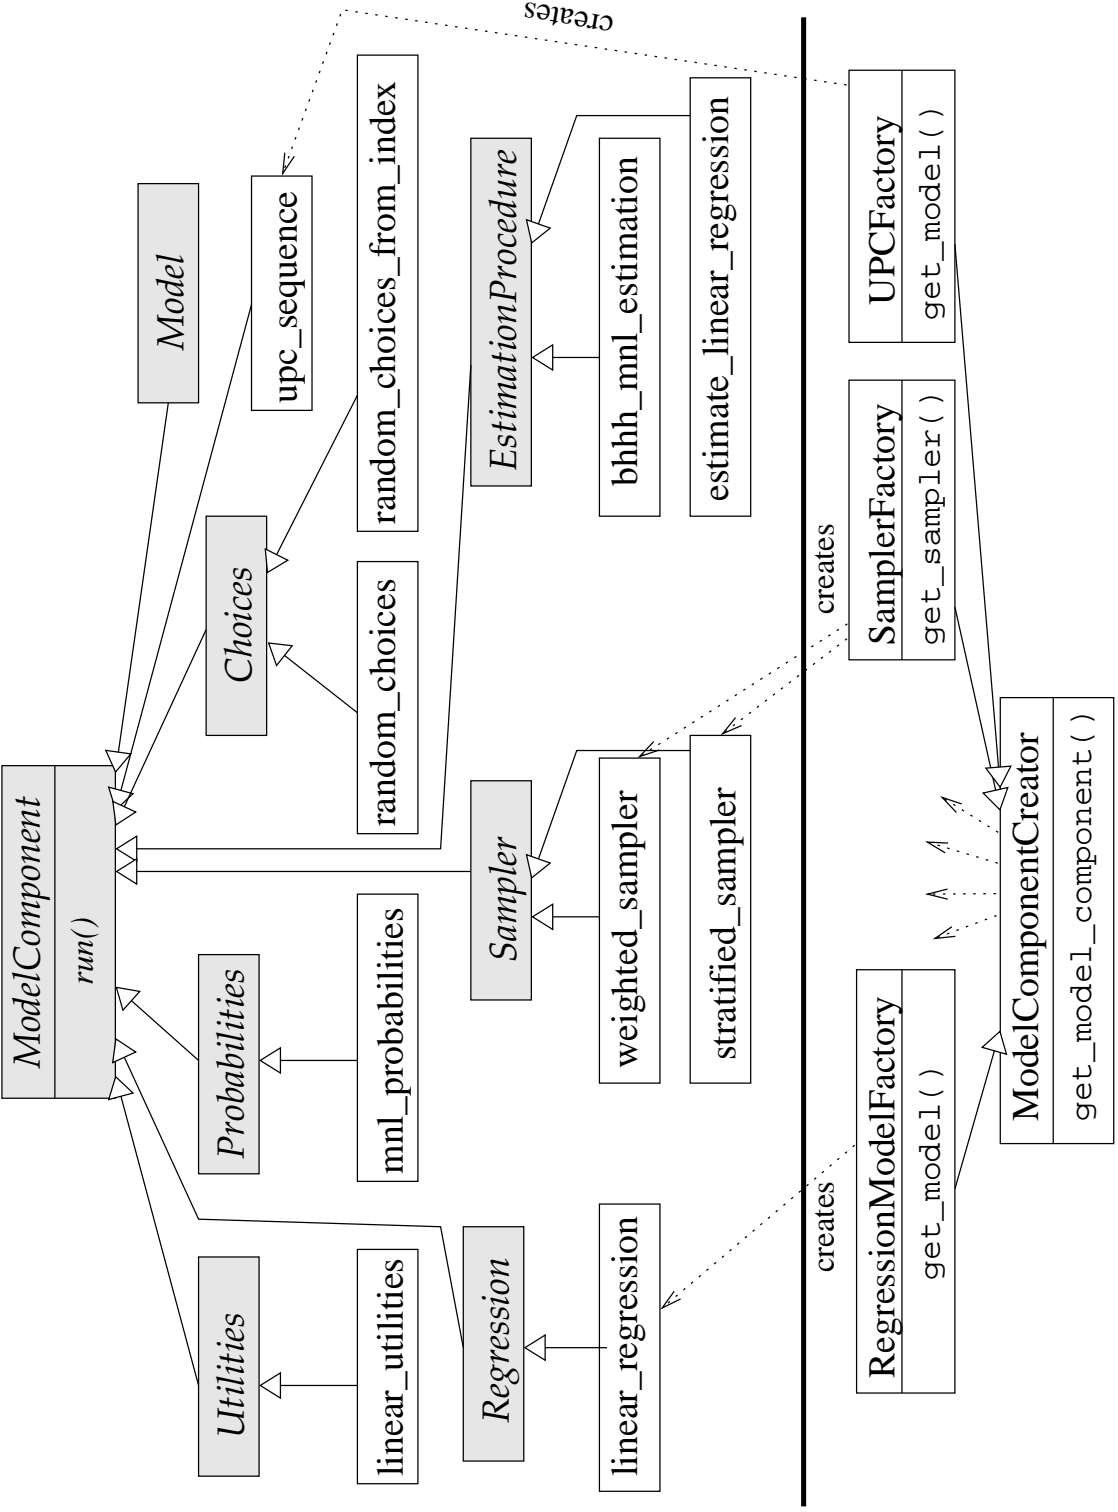 ModelComponent
run()
Utilities
Probabilities
Choices
Model
linear_utilities
mnl_probabilities
random_choices
random_choices_from_index
upc_sequence
Regression
Sampler
EstimationProcedure
linear_regression
weighted_sampler
stratified_sampler
bhhh_mnl_estimation
estimate_linear_regression
creates
creates
creates
RegressionModelFactory
get_model()
SamplerFactory
get_sampler()
UPCFactory
get_model()
ModelComponentCreator
get_model_component()